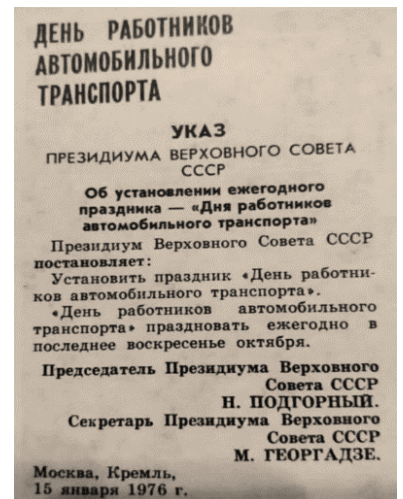 ДЕНЬ РАБОТНИКОВ
АВТОМОБИЛЬНОГО
ТРАНСПОРТА
УКАЗ
ПРЕЗИДИУМА ВЕРХОВНОГО СОВЕТА
СССР
Об установлении ежегодного
праздника — «Дня работников
автомобильного транспорта»
Президиум Верховного Совета СССР
постановляет:
Установить праздник «День работни-
ков автомобильного транспорта».
«День работников автомобильного
транспорта» праздновать ежегодно в
последнее воскресенье октября.
Председатель Президиума Верховного
Совета СССР
Н. ПОДГОРНЫЙ.
Секретарь Президиума Верховного
Совета СССР
М. ГЕОРГАДЗЕ.
Москва, Кремль,
15 января 1976 г.